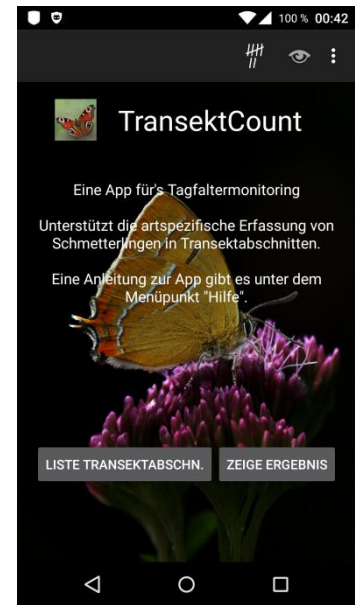 100 % 00:42
TransektCount
Eine App für's Tagfaltermonitoring
Unterstützt die artspezifische Erfassung von
Schmetterlingen in Transektabschnitten.
Eine Anleitung zur App gibt es unter dem
Menüpunkt "Hilfe".
LISTE TRANSEKTABSCHN. ZEIGE ERGEBNIS